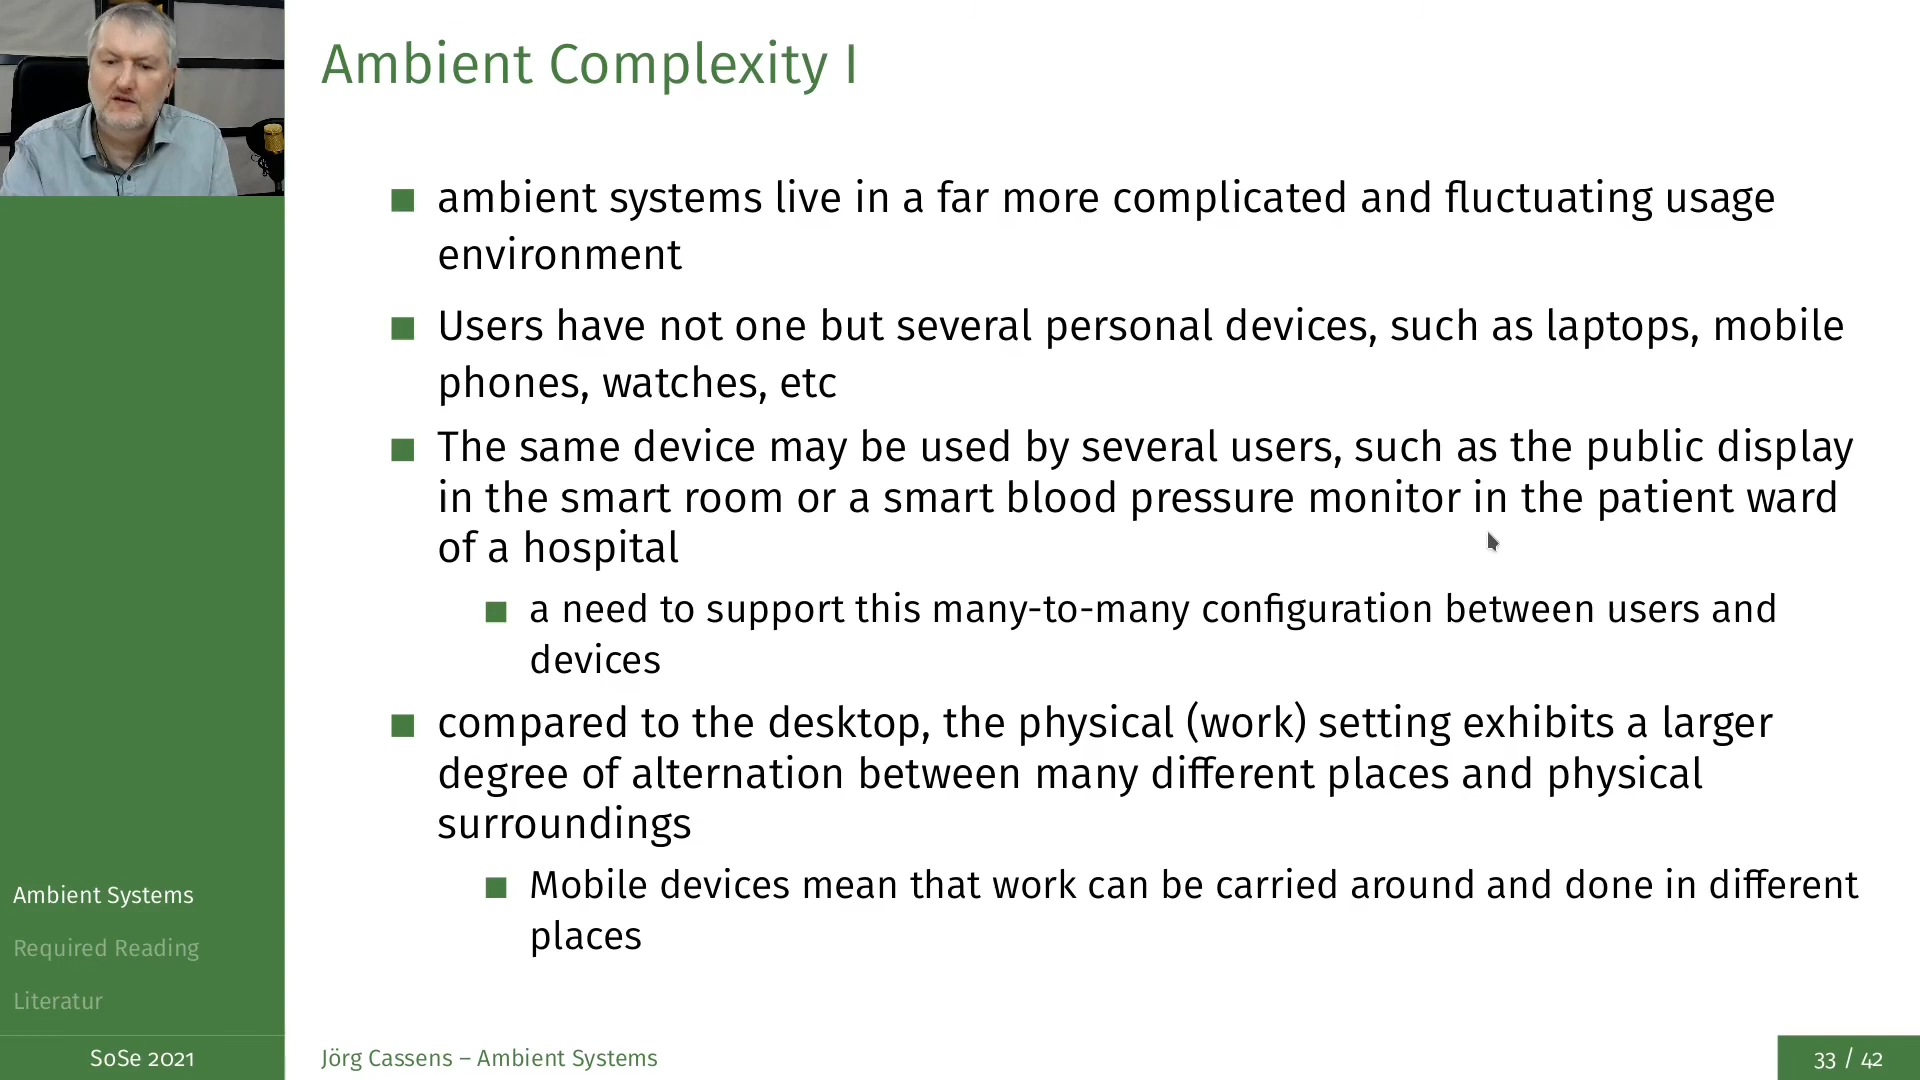 Ambient Complexity I
ambient systems live in a far more complicated and fluctuating usage
environment
Users have not one but several personal devices, such as laptops, mobile
phones, watches, etc
The same device may be used by several users, such as the public display
in the smart room or a smart blood pressure monitor in the patient ward
of a hospital
a need to support this many-to-many configuration between users and
devices
compared to the desktop, the physical (work) setting exhibits a larger
degree of alternation between many different places and physical
surroundings
Mobile devices mean that work can be carried around and done in different
places
Ambient Systems
Required Reading
Literatur
SoSe 2021
Jörg Cassens – Ambient Systems
33 / 42